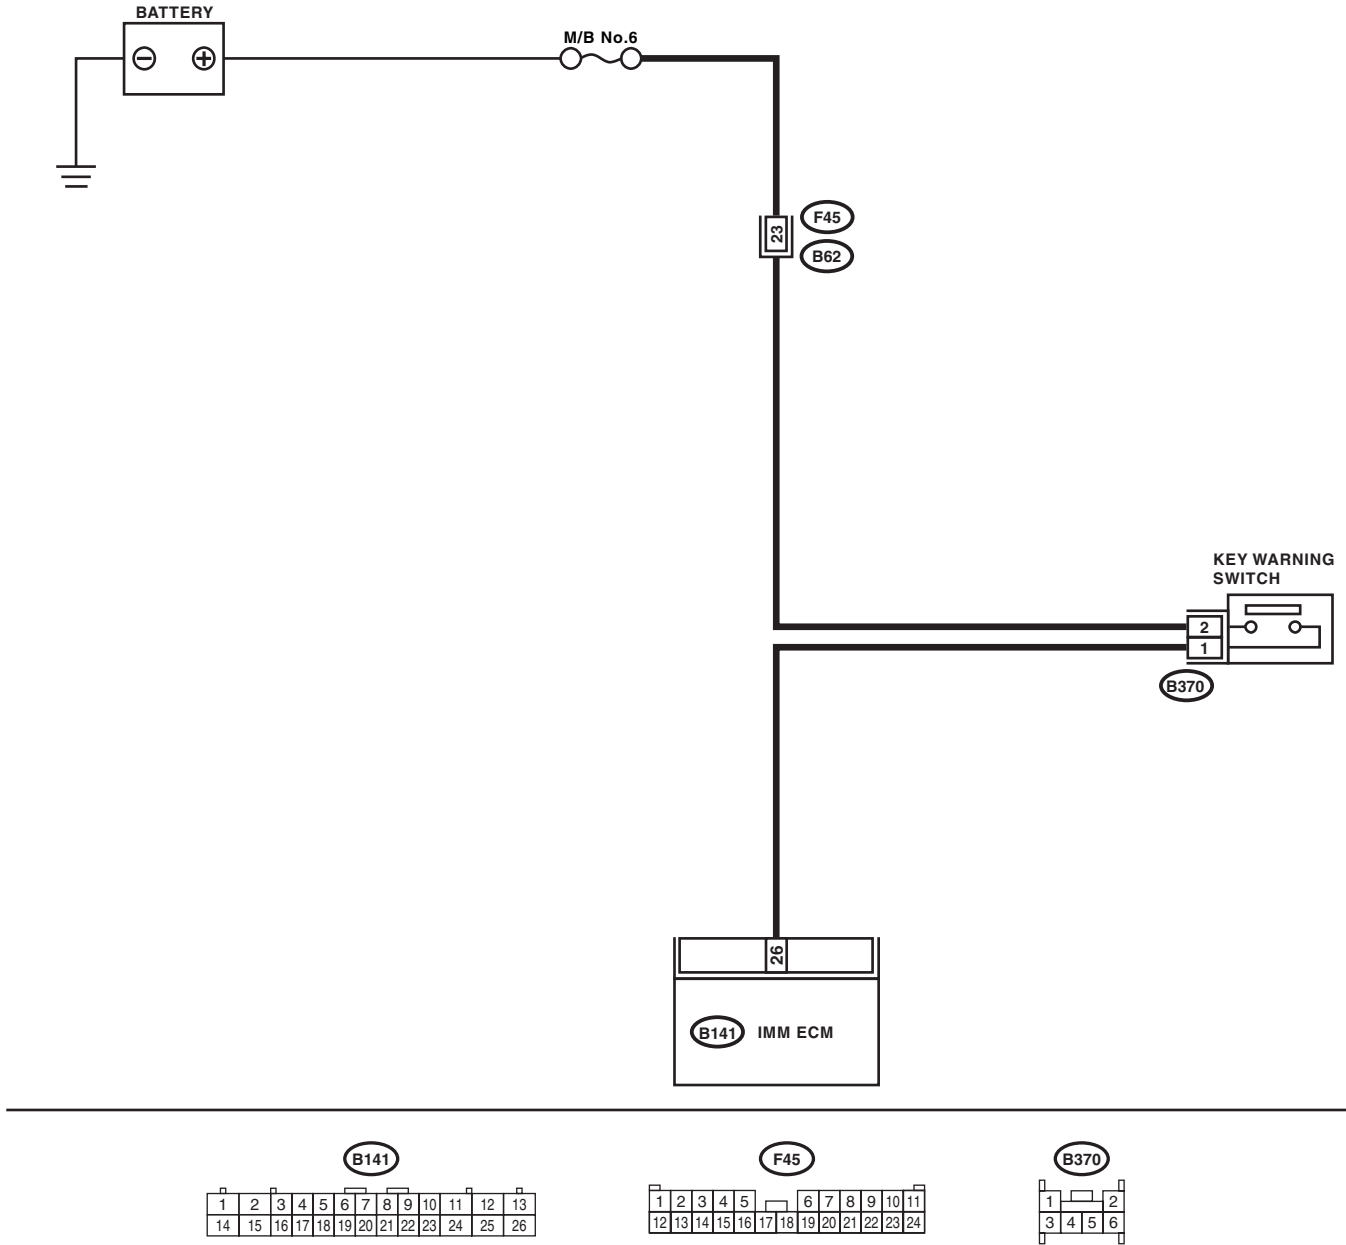 BATTERY
M/B No.6
− +
23
F45
B62
KEY WARNING
SWITCH
2
1
B370
26
B141 IMM ECM
B141
1 2 3 4 5 6 7 8 9 10 11 12 13
14 15 16 17 18 19 20 21 22 23 24 25 26
F45
1 2 3 4 5 6 7 8 9 10 11
12 13 14 15 16 17 18 19 20 21 22 23 24
B370
1 2
3 4 5 6